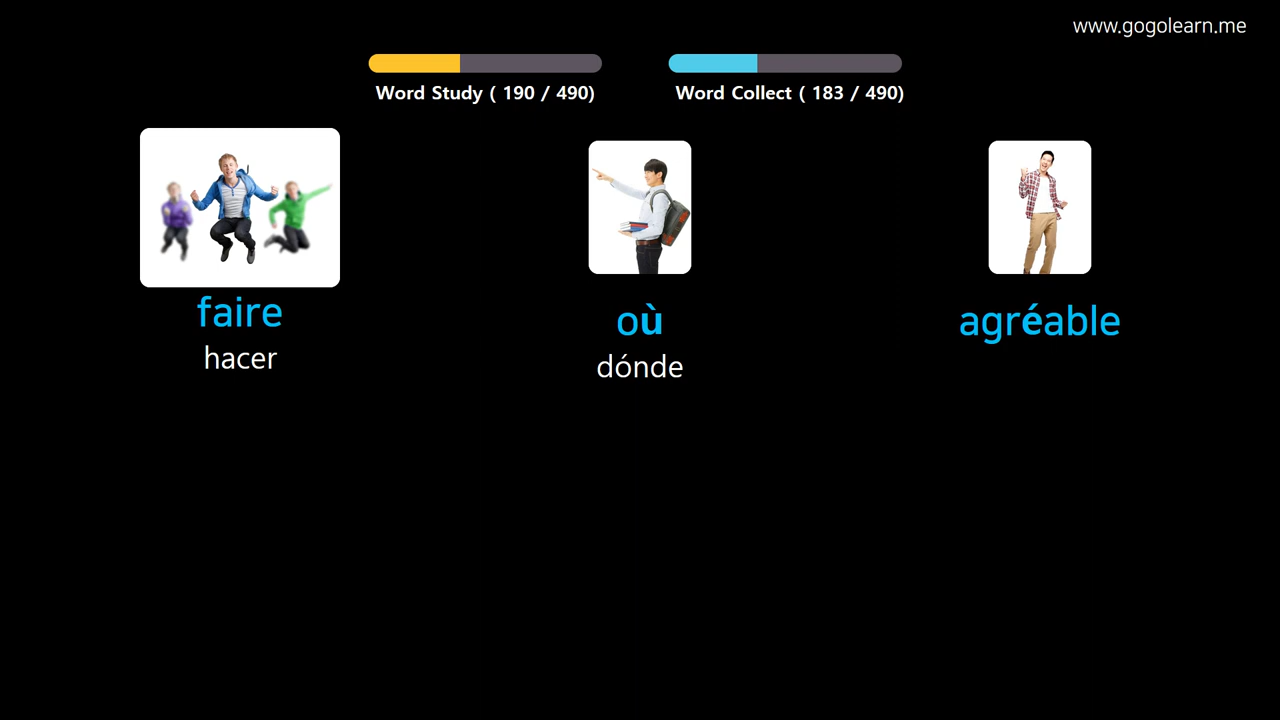 www.gogolearn.me
Word Study ( 190 / 490)
Word Collect ( 183 / 490)
faire
hacer
où
dónde
agréable